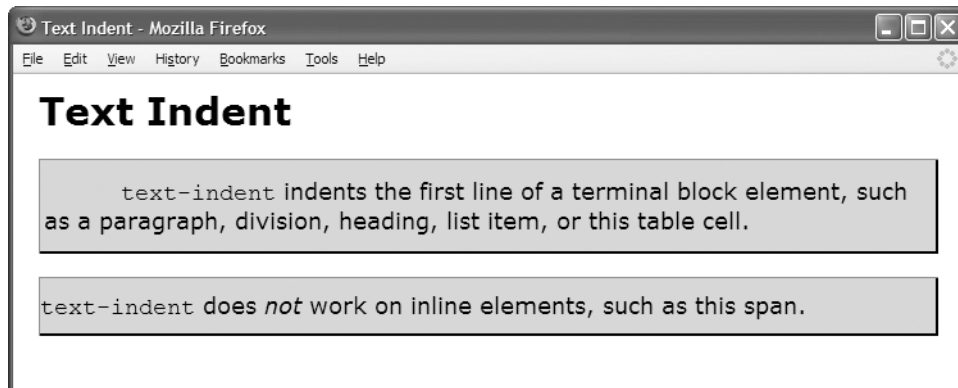 Text Indent - Mozilla Firefox
File Edit View History Bookmarks Tools Help
Text Indent
text-indent indents the first line of a terminal block element, such
as a paragraph, division, heading, list item, or this table cell.
text-indent does not work on inline elements, such as this span.